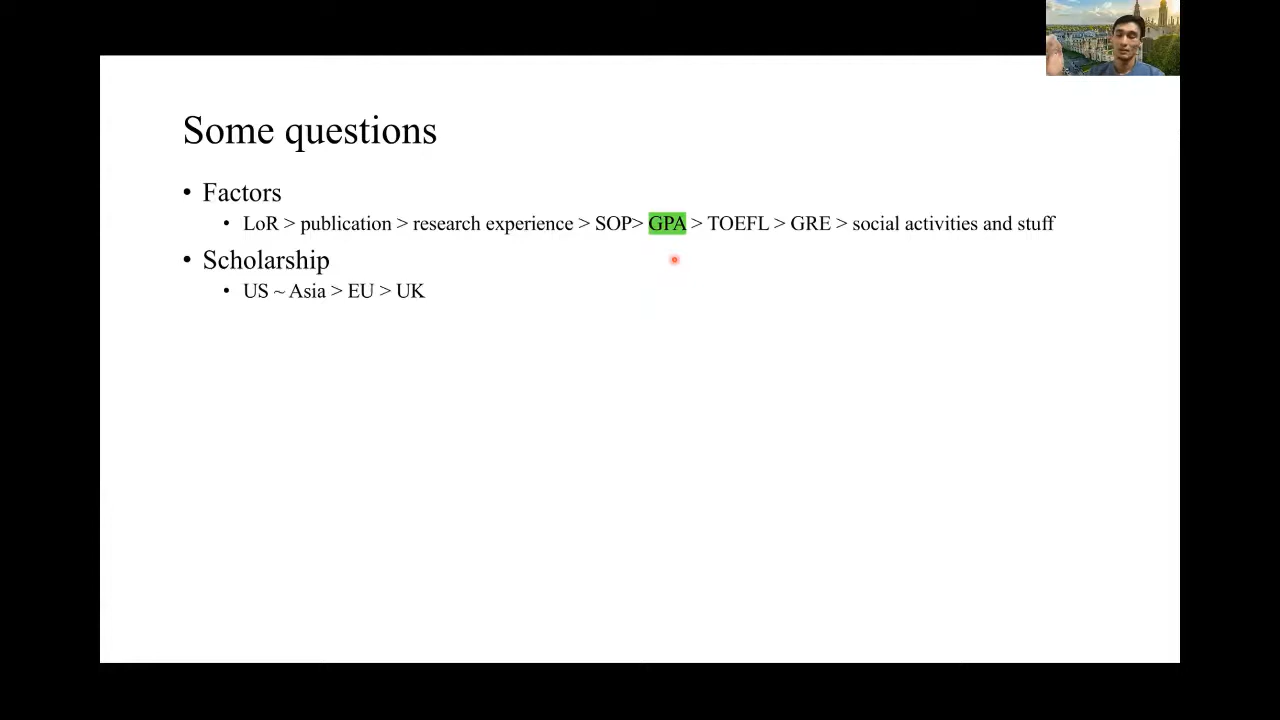 Some questions
• Factors
• LoR > publication > research experience > SOP> GPA > TOEFL > GRE > social activities and stuff
• Scholarship
• US ~ Asia > EU > UK